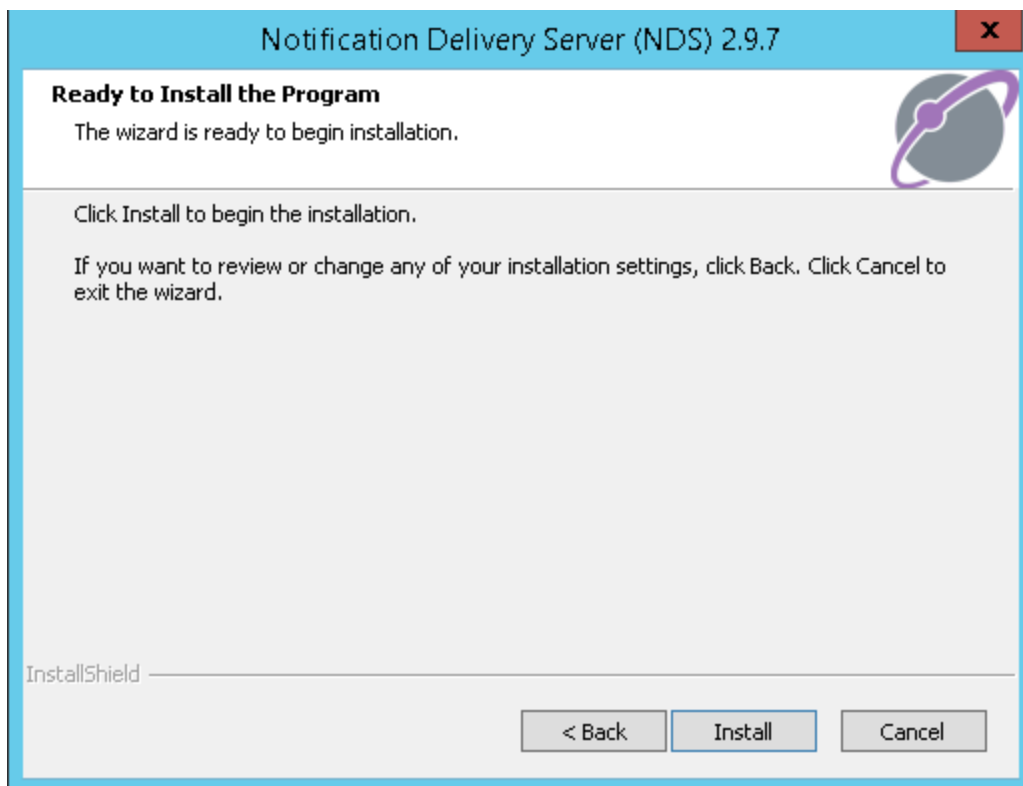 Notification Delivery Server (NDS) 2.9.7
x
Ready to Install the Program
The wizard is ready to begin installation.
Click Install to begin the installation.
If you want to review or change any of your installation settings, click Back. Click Cancel to
exit the wizard.
InstallShield
< Back
Install
Cancel